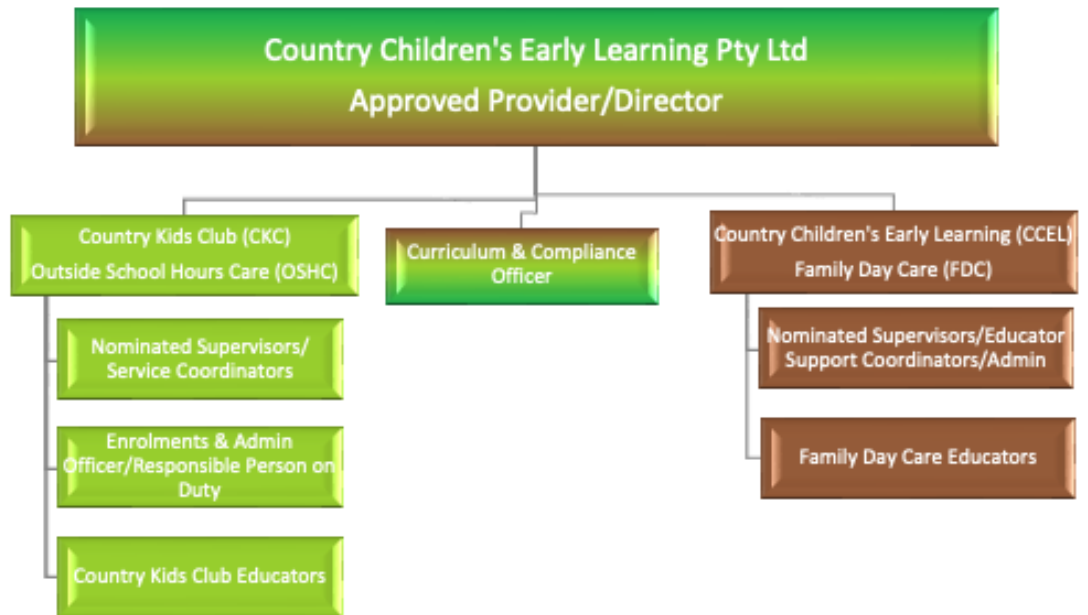 Country Children's Early Learning Pty Ltd
Approved Provider/Director
Country Kids Club (CKC)
Outside School Hours Care (OSHC)
Curriculum & Compliance
Officer
Country Children's Early Learning (CCEL)
Family Day Care (FDC)
Nominated Supervisors/
Service Coordinators
Enrolments & Admin
Officer/Responsible Person on
Duty
Country Kids Club Educators
Nominated Supervisors/Educator
Support Coordinators/Admin
Family Day Care Educators